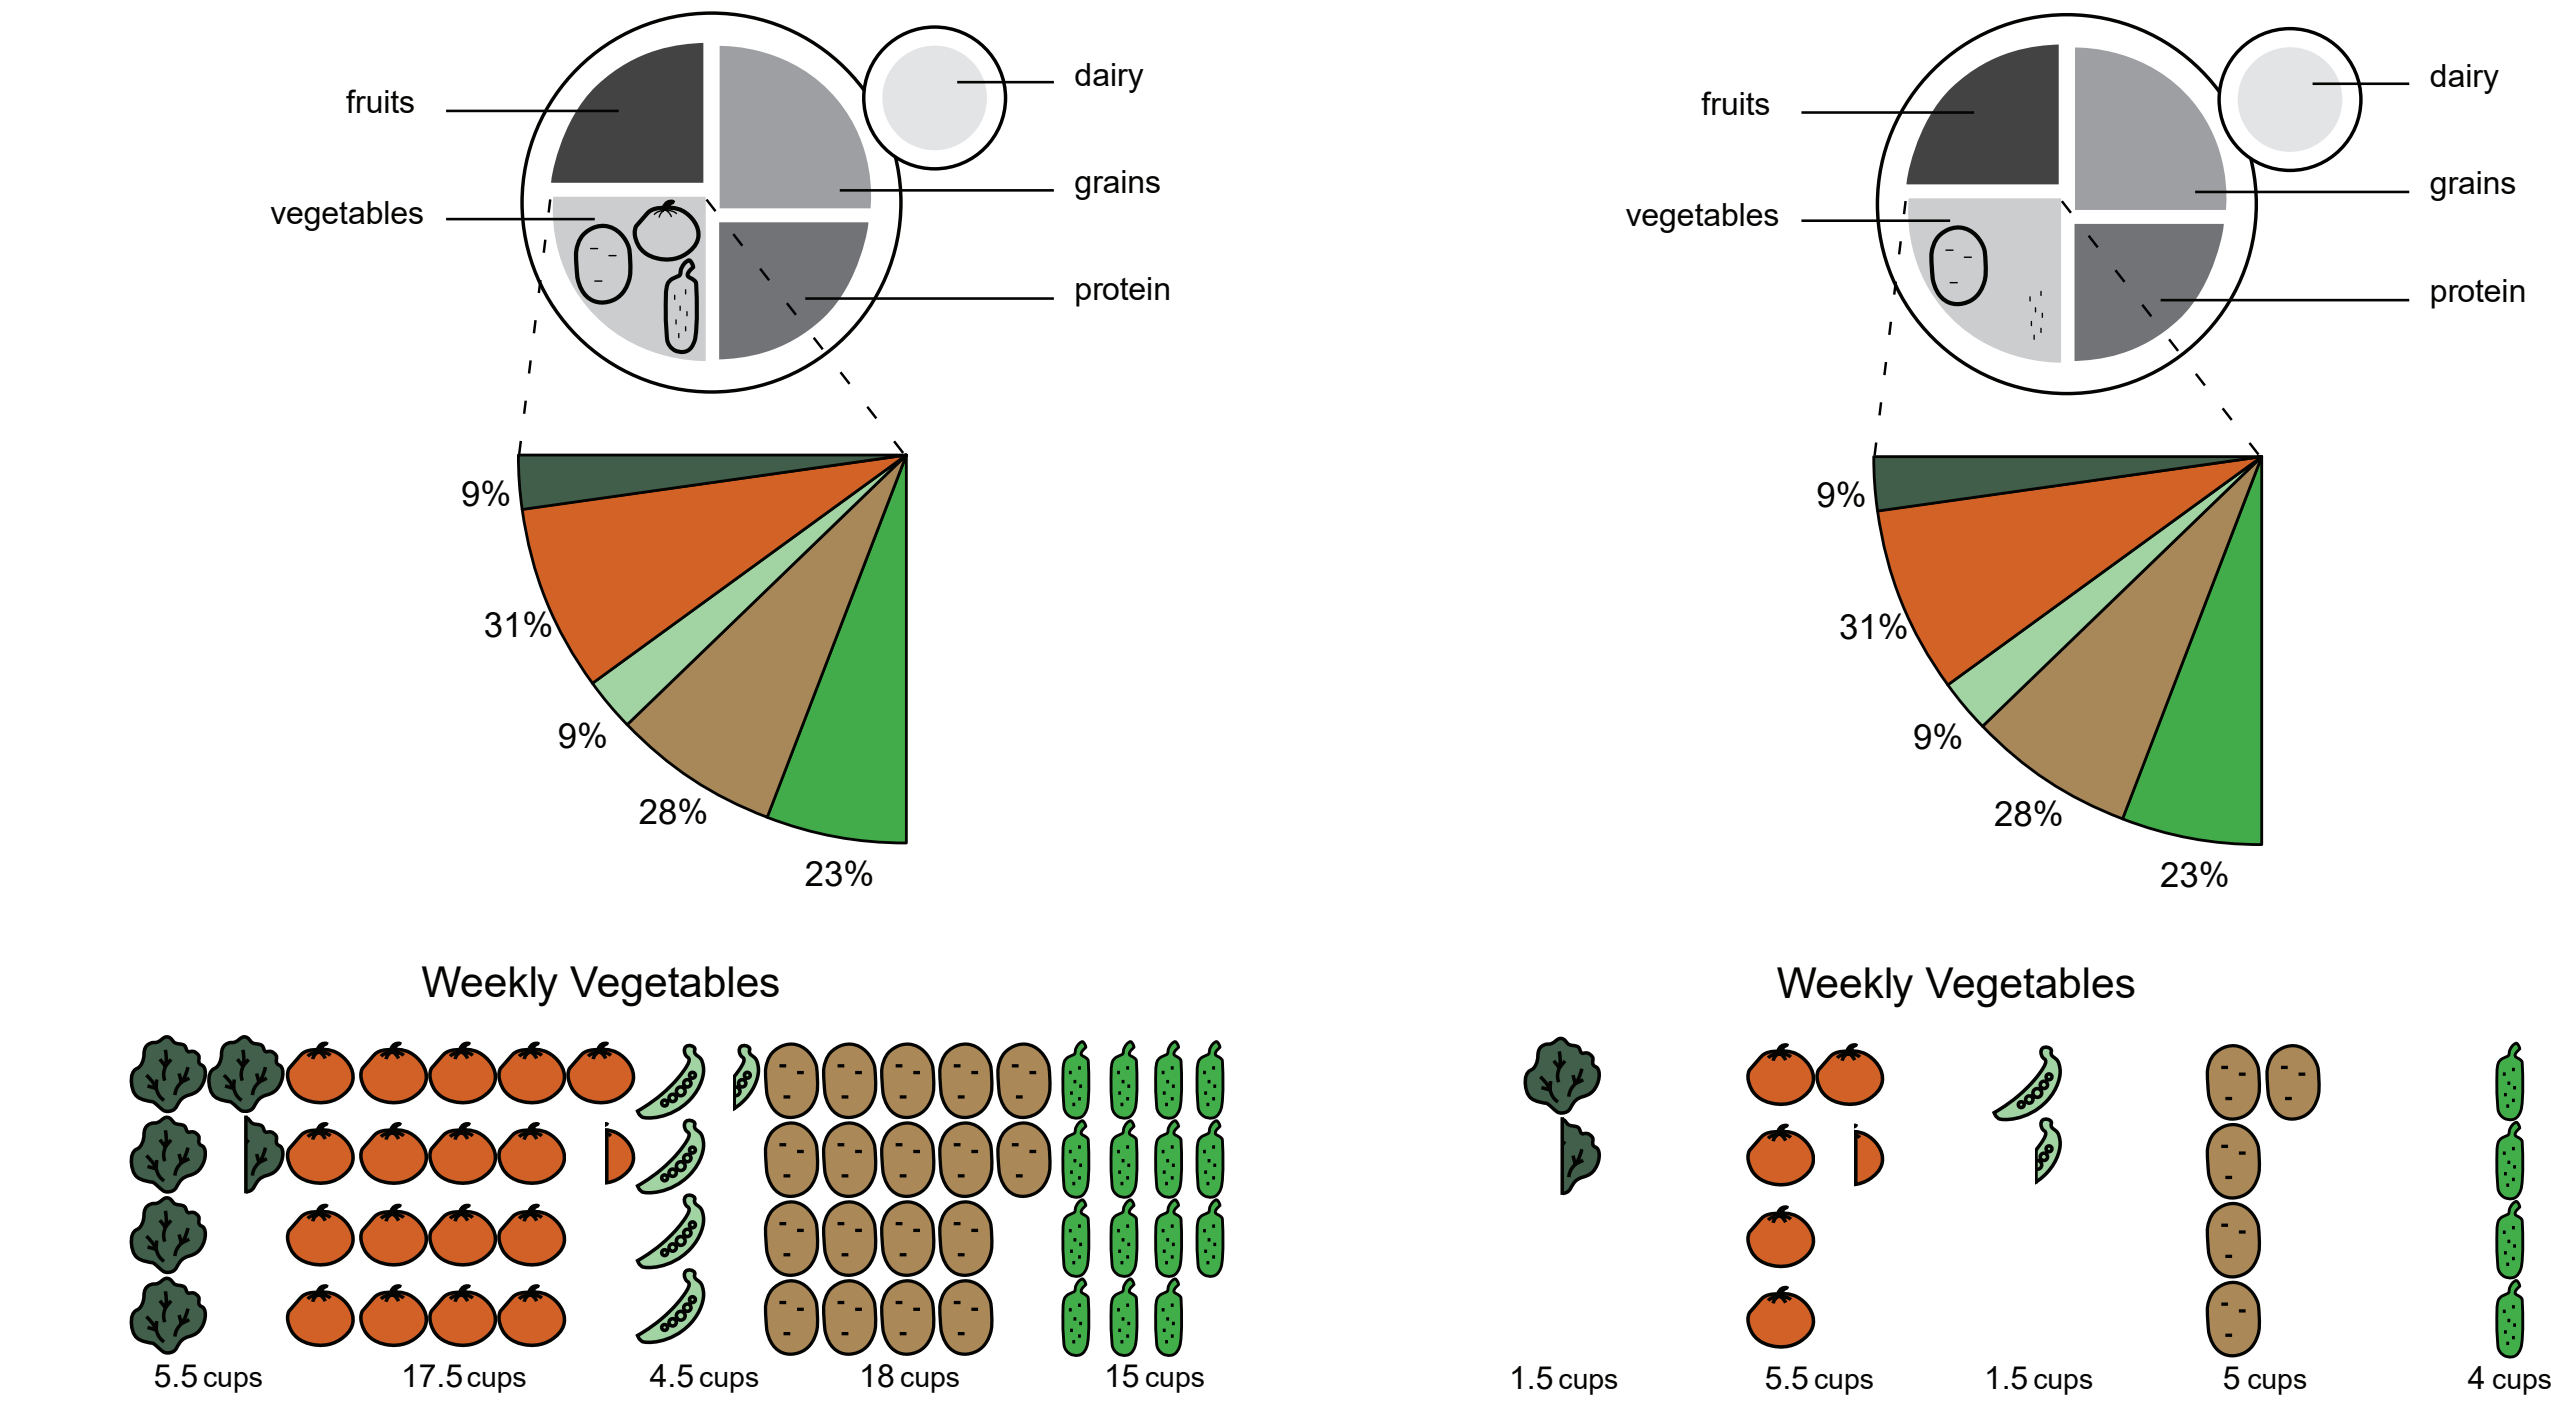 dairy
fruits
grains
vegetables
protein
9%
31%
9%
28%
23%
Weekly Vegetables
5.5 cups
17.5 cups
4.5 cups
18 cups
15 cups
dairy
fruits
grains
vegetables
protein
9%
31%
9%
28%
23%
Weekly Vegetables
1.5 cups
5.5 cups
1.5 cups
5 cups
4 cups